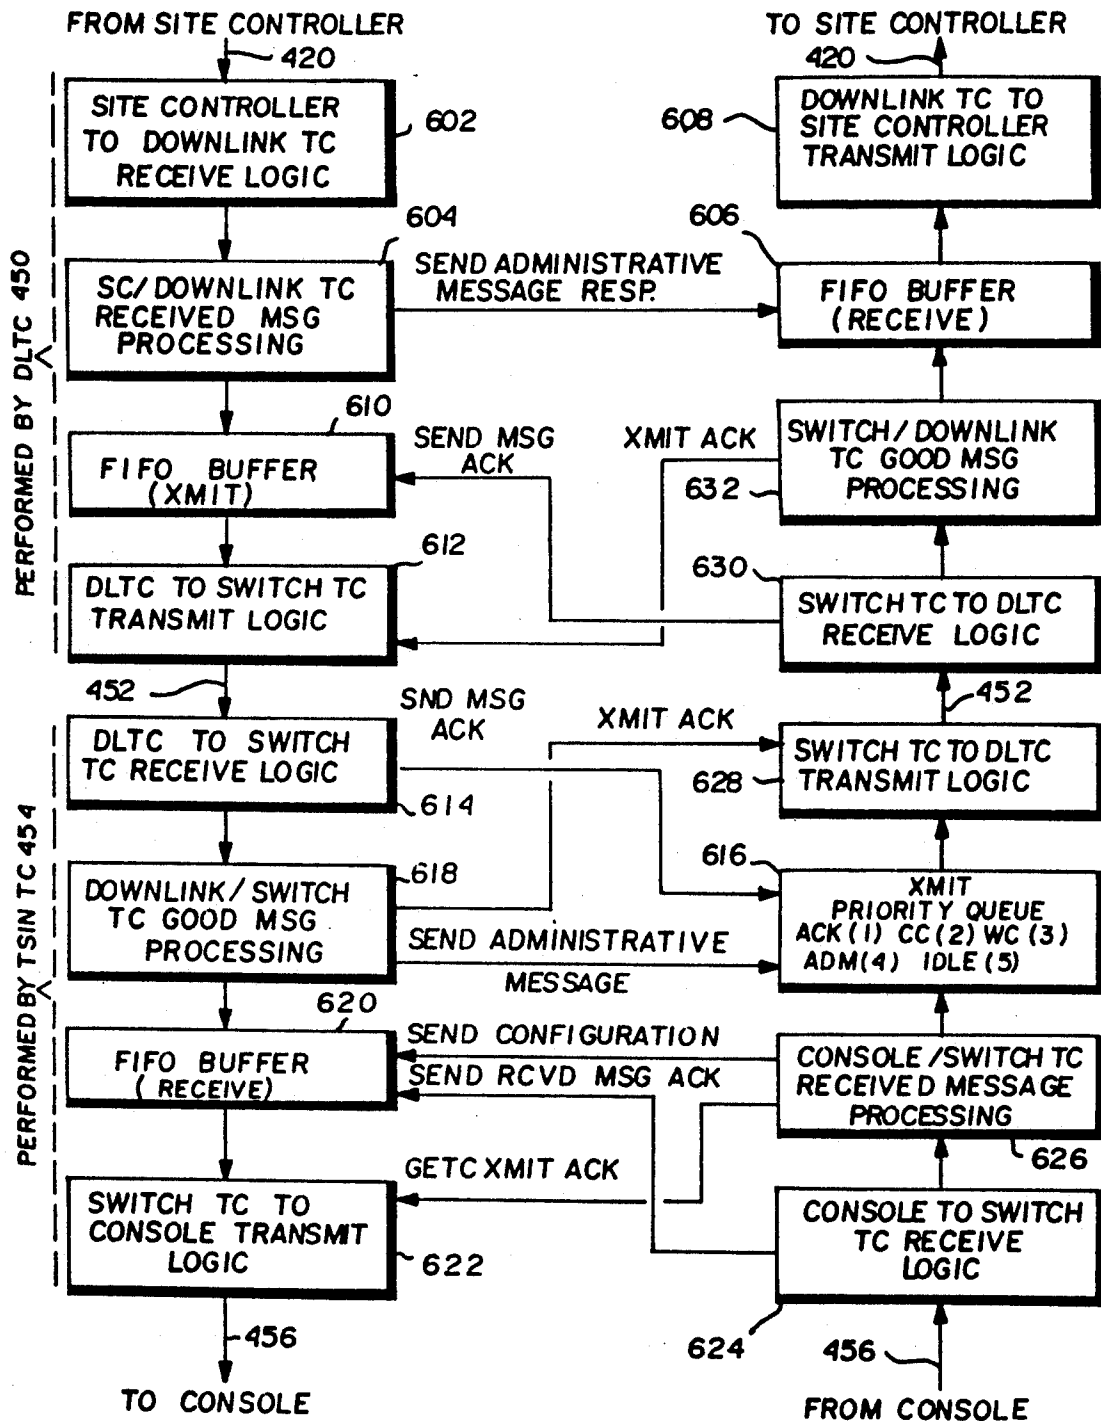 FROM SITE CONTROLLER
420
SITE CONTROLLER
TO DOWNLINK TC
RECEIVE LOGIC
602
604
SC/DOWNLINK TC
RECEIVED MSG
PROCESSING
SEND ADMINISTRATIVE
MESSAGE RESP.
610
FIFO BUFFER
(XMIT)
SEND MSG
ACK
612
DLTC TO SWITCH TC
TRANSMIT LOGIC
PERFORMED BY DLTC 450
452
SND MSG
ACK
DLTC TO SWITCH
TC RECEIVE LOGIC
614
618
DOWNLINK/SWITCH
TC GOOD MSG
PROCESSING
SEND ADMINISTRATIVE
MESSAGE
620
FIFO BUFFER
(RECEIVE)
SEND CONFIGURATION
SEND RCVD MSG ACK
GETC XMIT ACK
SWITCH TC TO
CONSOLE TRANSMIT
LOGIC
622
PERFORMED BY TSIN TC 454
456
TO CONSOLE
TO SITE CONTROLLER
420
608
DOWNLINK TC TO
SITE CONTROLLER
TRANSMIT LOGIC
606
FIFO BUFFER
(RECEIVE)
XMIT ACK
632
SWITCH/DOWNLINK
TC GOOD MSG
PROCESSING
630
SWITCH TC TO DLTC
RECEIVE LOGIC
452
XMIT ACK
628
SWITCH TC TO DLTC
TRANSMIT LOGIC
616
XMIT
PRIORITY QUEUE
ACK(1) CC(2) WC(3)
ADM(4) IDLE(5)
CONSOLE/SWITCH TC
RECEIVED MESSAGE
PROCESSING
626
CONSOLE TO SWITCH
TC RECEIVE
LOGIC
624
456
FROM CONSOLE